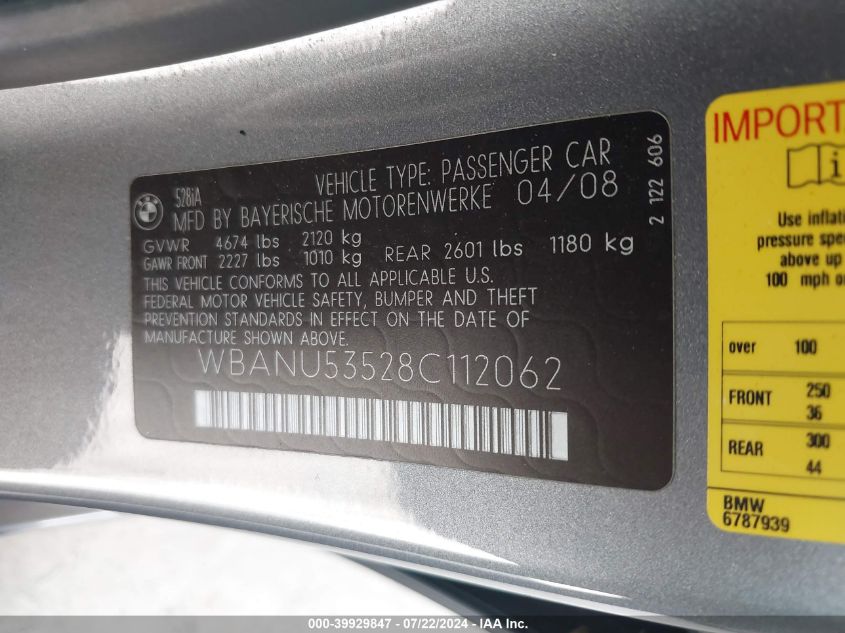 528iA
VEHICLE TYPE: PASSENGER CAR
MFD BY BAYERISCHE MOTORENWERKE 04/08
GVWR 4674 lbs 2120 kg
GAWR FRONT 2227 lbs 1010 kg REAR 2601 lbs 1180 kg
THIS VEHICLE CONFORMS TO ALL APPLICABLE U.S.
FEDERAL MOTOR VEHICLE SAFETY, BUMPER AND THEFT
PREVENTION STANDARDS IN EFFECT ON THE DATE OF
MANUFACTURE SHOWN ABOVE.
WBANU53528C112062
2 122 606
IMPORT
i
Use inflat
pressure spe
above up
100 mph o
over 100
FRONT 250
36
REAR 300
44
BMW
6787939
000-39929847 - 07/22/2024 - IAA Inc.